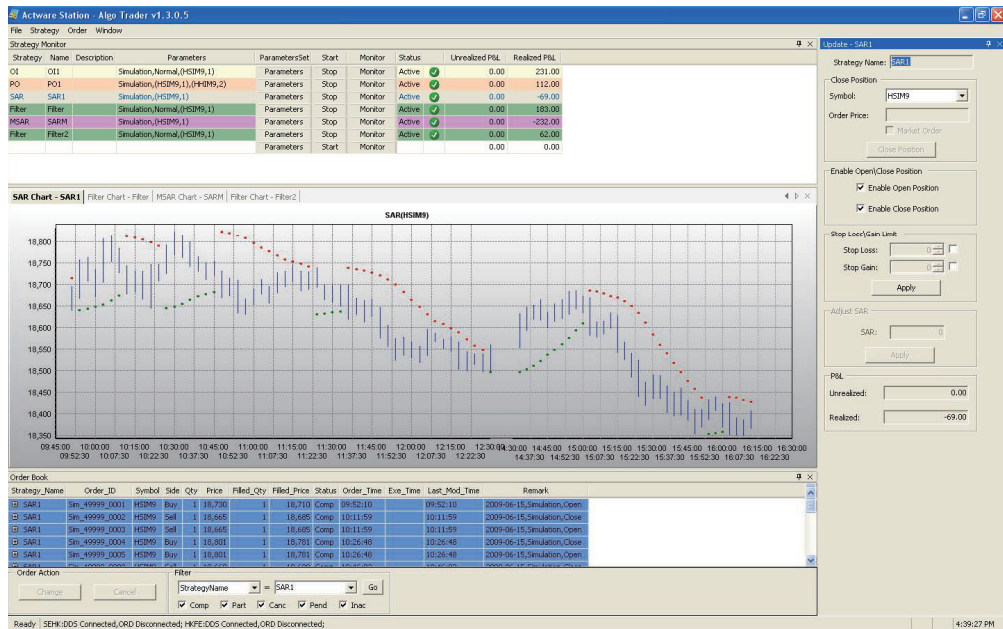 Actware Station - Algo Trader v1.3.0.5
File Strategy Order Window
Strategy Monitor
Strategy Name Description Parameters ParametersSet Start Monitor Status Unrealized P&L Realized P&L
OI OI1 Simulation,Normal,(HSIM9,1) Parameters Stop Monitor Active 0.00 231.00
PO PO1 Simulation,(HSIM9,1),(HHIM9,2) Parameters Stop Monitor Active 0.00 112.00
SAR SAR1 Simulation,(HSIM9,1) Parameters Stop Monitor Active 0.00 -69.00
Filter Filter Simulation,Normal,(HSIM9,1) Parameters Stop Monitor Active 0.00 183.00
MSAR SARM Simulation,(HSIM9,1) Parameters Stop Monitor Active 0.00 -232.00
Filter Filter2 Simulation,Normal,(HSIM9,1) Parameters Stop Monitor Active 0.00 62.00
Parameters Start Monitor 0.00 0.00
SAR Chart - SAR1 Filter Chart - Filter MSAR Chart - SARM Filter Chart - Filter2
SAR(HSIM9)
18,800
18,750
18,700
18,650
18,600
18,550
18,500
18,450
18,400
18,350
09:45:00 10:00:00 10:15:00 10:30:00 10:45:00 11:00:00 11:15:00 11:30:00 11:45:00 12:00:00 12:15:00 12:30:00 14:30:00 14:45:00 15:00:00 15:15:00 15:30:00 15:45:00 16:00:00 16:15:00 16:30:00
09:52:30 10:07:30 10:22:30 10:37:30 10:52:30 11:07:30 11:22:30 11:37:30 11:52:30 12:07:30 12:22:30 14:37:30 14:52:30 15:07:30 15:22:30 15:37:30 15:52:30 16:07:30 16:22:30
Order Book
Strategy_Name Order_ID Symbol Side Qty Price Filled_Qty Filled_Price Status Order_Time Exe_Time Last_Mod_Time Remark
SAR1 Sim_49999_0001 HSIM9 Buy 1 18,730 1 18,710 Comp 09:52:10 09:52:10 2009-06-15,Simulation,Open
SAR1 Sim_49999_0002 HSIM9 Sell 1 18,665 1 18,685 Comp 10:11:59 10:11:59 2009-06-15,Simulation,Close
SAR1 Sim_49999_0003 HSIM9 Sell 1 18,665 1 18,685 Comp 10:11:59 10:11:59 2009-06-15,Simulation,Open
SAR1 Sim_49999_0004 HSIM9 Buy 1 18,801 1 18,781 Comp 10:26:48 10:26:48 2009-06-15,Simulation,Close
SAR1 Sim_49999_0005 HSIM9 Buy 1 18,801 1 18,781 Comp 10:26:48 10:26:48 2009-06-15,Simulation,Open
Order Action
Change Cancel
Filter
StrategyName = SAR1 Go
Comp Part Canc Pend Inac
Update - SAR1
Strategy Name: SAR1
Close Position
Symbol: HSIM9
Order Price:
Market Order
Close Position
Enable Open\Close Position
Enable Open Position
Enable Close Position
Stop Loss\Gain Limit
Stop Loss: 0
Stop Gain: 0
Apply
Adjust SAR
SAR: 0
Apply
P&L
Unrealized: 0.00
Realized: -69.00
Ready SEHK:DDS Connected,ORD Disconnected; HKFE:DDS Connected,ORD Disconnected; 4:39:27 PM